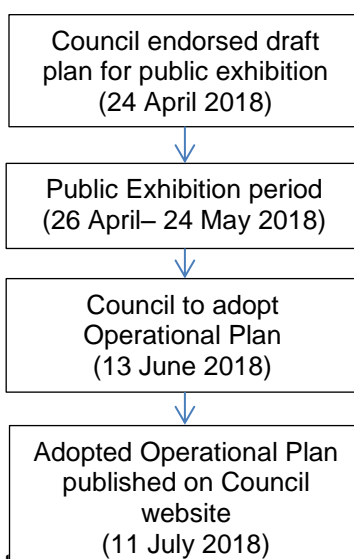 Council endorsed draft
plan for public exhibition
(24 April 2018)
Public Exhibition period
(26 April– 24 May 2018)
Council to adopt
Operational Plan
(13 June 2018)
Adopted Operational Plan
published on Council
website
(11 July 2018)